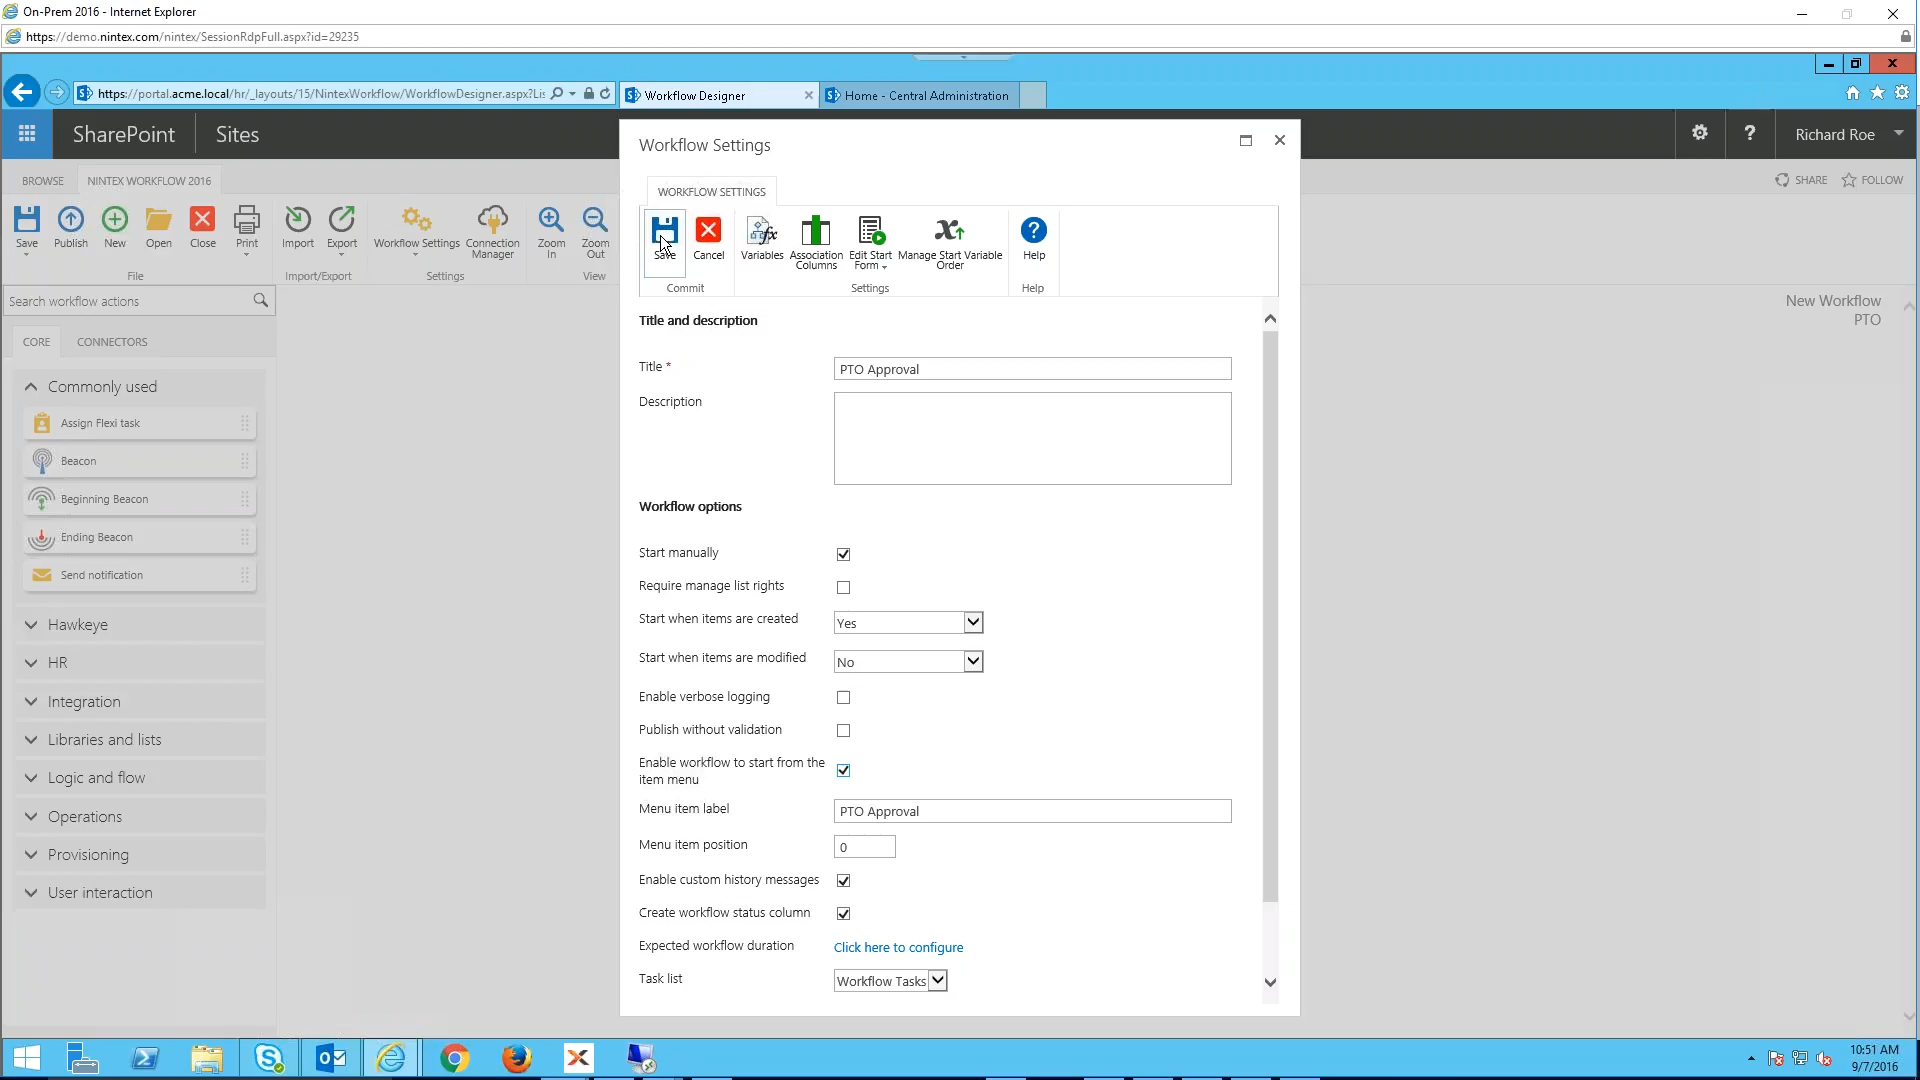 On-Prem 2016 - Internet Explorer
https://demo.nintex.com/nintex/SessionRdpFull.aspx?id=29235
https://portal.acme.local/hr/_layouts/15/NintexWorkflow/WorkflowDesigner.aspx?Lis
Workflow Designer
Home - Central Administration
SharePoint
Sites
Richard Roe
BROWSE
NINTEX WORKFLOW 2016
SHARE
FOLLOW
Save
Publish
New
Open
Close
Print
Import
Export
Workflow Settings
Connection Manager
Zoom In
Zoom Out
File
Import/Export
Settings
View
Search workflow actions
CORE
CONNECTORS
Commonly used
Assign Flexi task
Beacon
Beginning Beacon
Ending Beacon
Send notification
Hawkeye
HR
Integration
Libraries and lists
Logic and flow
Operations
Provisioning
User interaction
New Workflow
PTO
Workflow Settings
WORKFLOW SETTINGS
Save
Cancel
Variables
Association Columns
Edit Start Form
Manage Start Variable Order
Help
Commit
Settings
Help
Title and description
Title *
PTO Approval
Description
Workflow options
Start manually
Require manage list rights
Start when items are created
Yes
Start when items are modified
No
Enable verbose logging
Publish without validation
Enable workflow to start from the
item menu
Menu item label
PTO Approval
Menu item position
0
Enable custom history messages
Create workflow status column
Expected workflow duration
Click here to configure
Task list
Workflow Tasks
10:51 AM
9/7/2016